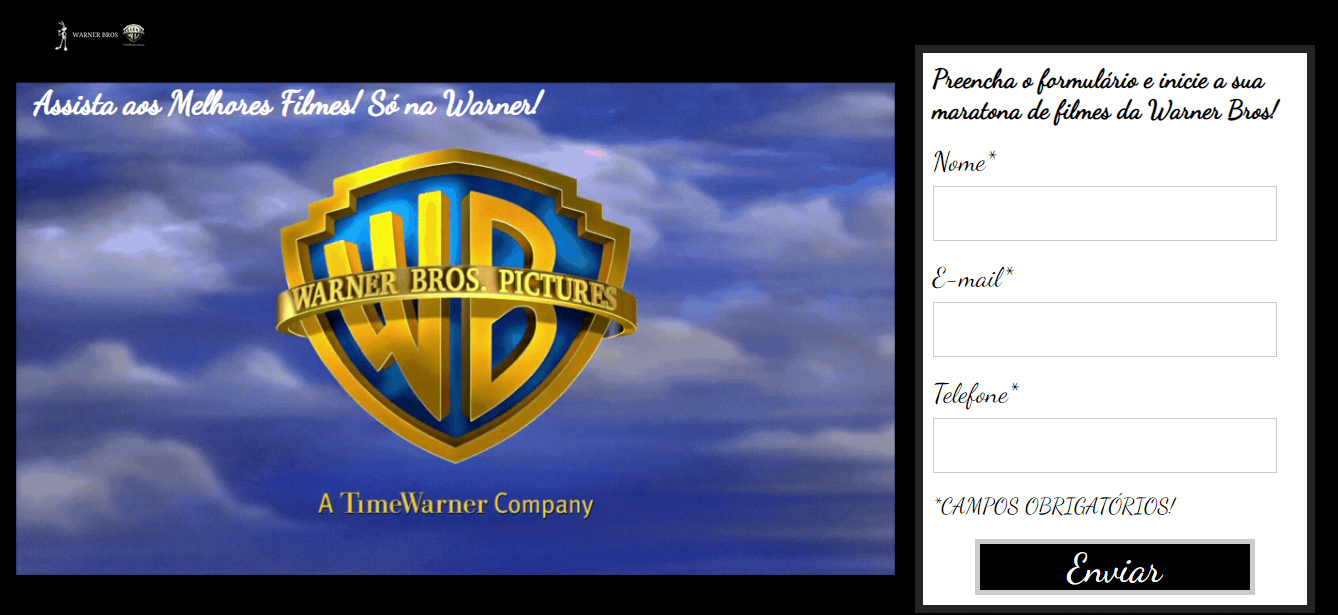 WARNER BROS
Assista aos Melhores Filmes! Só na Warner!
WARNER BROS. PICTURES
A TimeWarner Company
Preencha o formulário e inicie a sua
maratona de filmes da Warner Bros!
Nome*
E-mail*
Telefone*
*CAMPOS OBRIGATÓRIOS!
Enviar